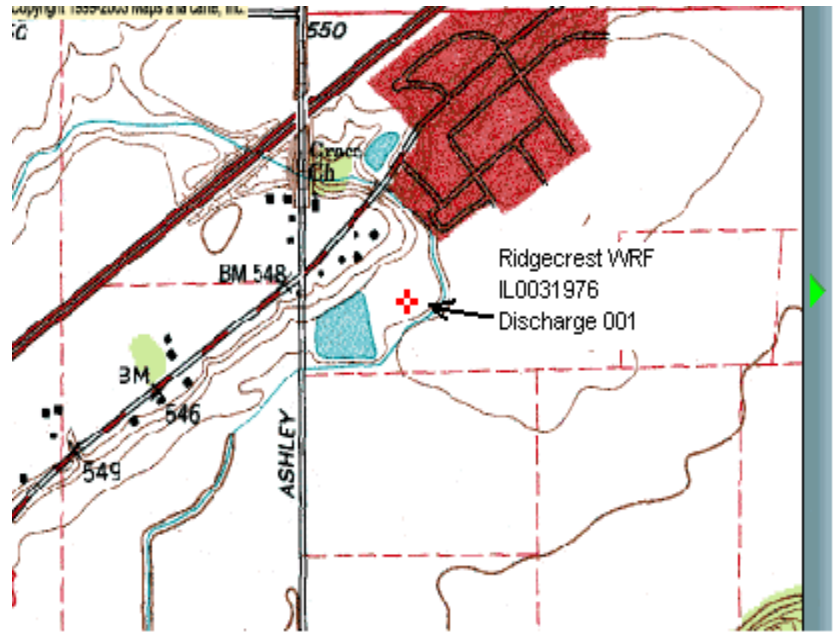 Copyright 1999-2003 Maps a la carte, Inc.
550
Ch
BM 548
Ridgecrest WRF
IL0031976
Discharge 001
BM
546
549
ASHLEY